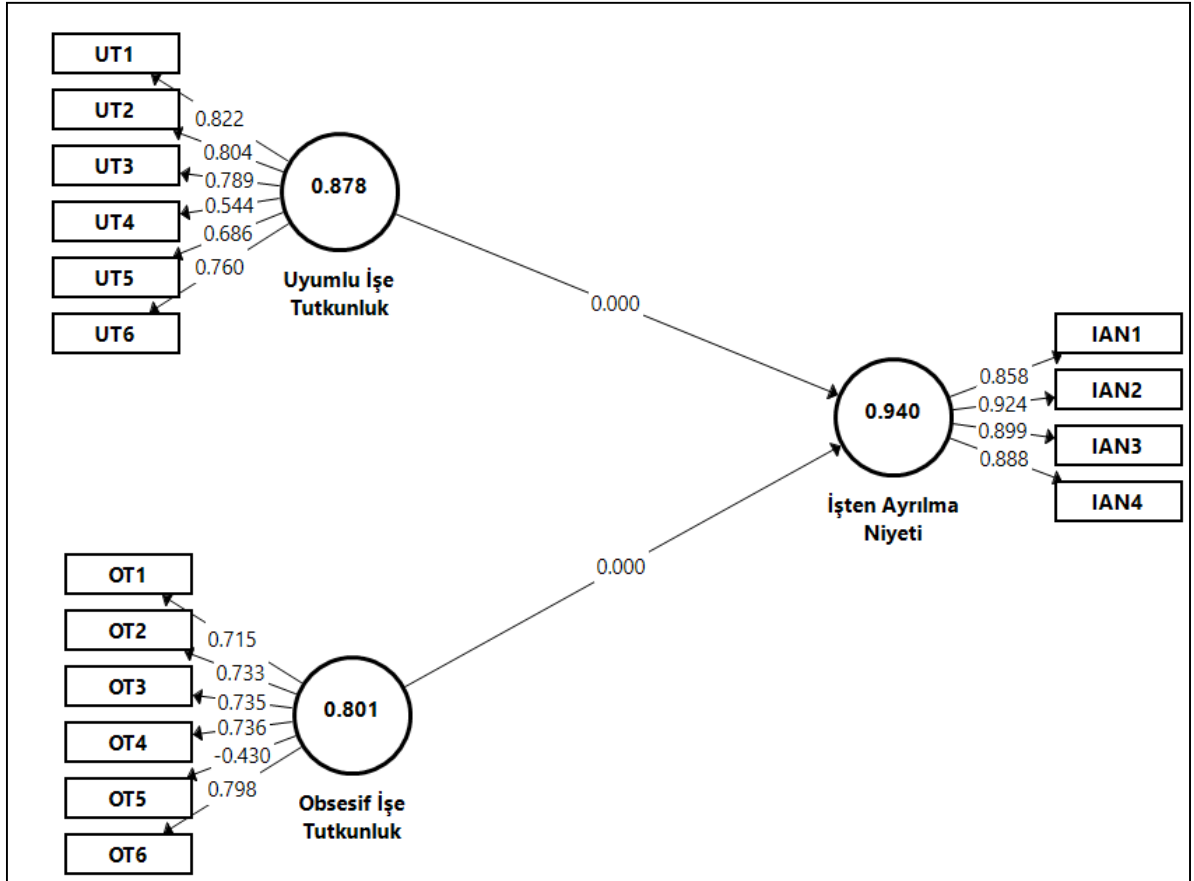 UT1
UT2
UT3
UT4
UT5
UT6
0.822
0.804
0.789
0.544
0.686
0.760
0.878
Uyumlu İşe
Tutkunluk
0.000
IAN1
IAN2
IAN3
IAN4
0.858
0.924
0.899
0.888
0.940
İşten Ayrılma
Niyeti
0.000
OT1
OT2
OT3
OT4
OT5
OT6
0.715
0.733
0.735
0.736
-0.430
0.798
0.801
Obsesif İşe
Tutkunluk